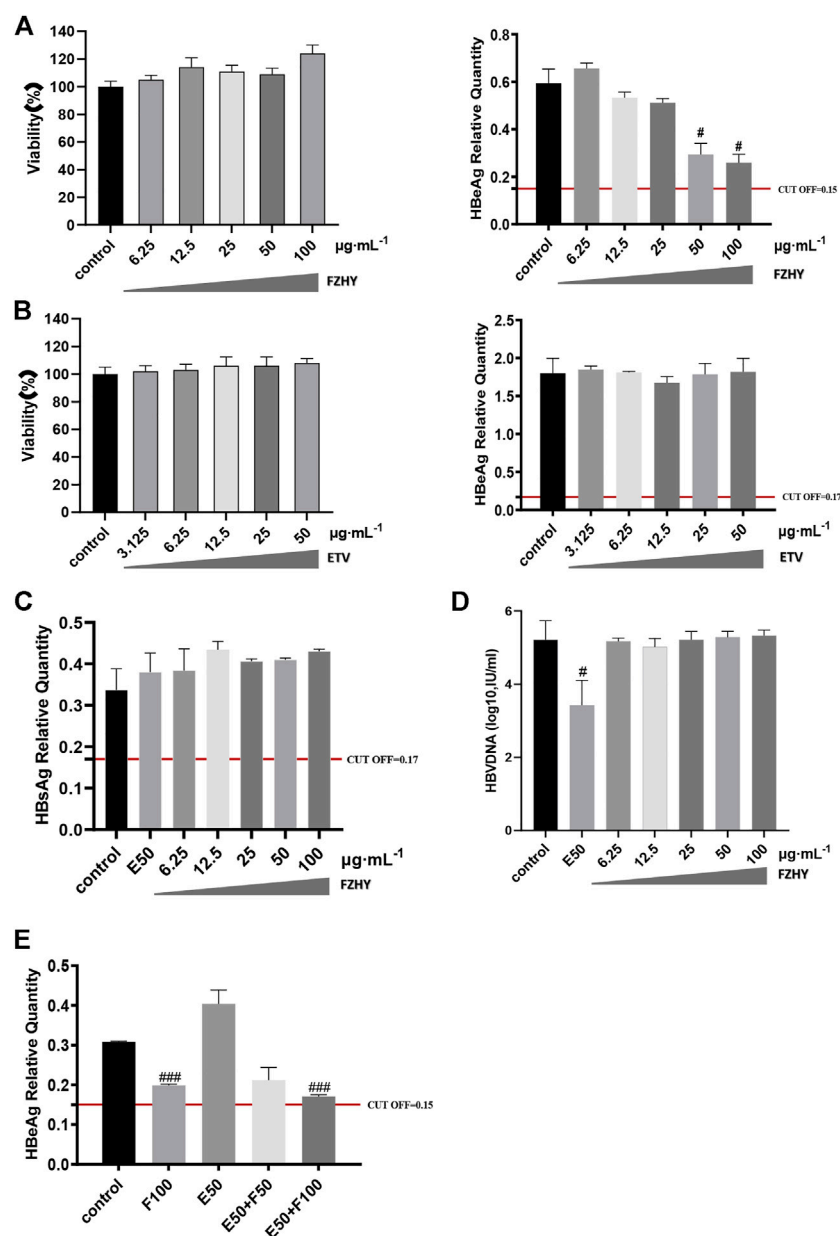 A
Viability(%)
140
120
100
80
60
40
20
0
control
6.25
12.5
25
50
100
μg·mL-1
FZHY
HBeAg Relative Quantity
0.8
0.6
0.4
0.2
0.0
#
#
CUT OFF=0.15
control
6.25
12.5
25
50
100
μg·mL-1
FZHY
B
Viability(%)
140
120
100
80
60
40
20
0
control
3.125
6.25
12.5
25
50
μg·mL-1
ETV
HBeAg Relative Quantity
2.5
2.0
1.5
1.0
0.5
0.0
CUT OFF=0.17
control
3.125
6.25
12.5
25
50
μg·mL-1
ETV
C
HBsAg Relative Quantity
0.5
0.4
0.3
0.2
0.1
0.0
CUT OFF=0.17
control
E50
6.25
12.5
25
50
100
μg·mL-1
FZHY
D
HBVDNA (log10,IU/ml)
6
4
2
0
#
control
E50
6.25
12.5
25
50
100
μg·mL-1
FZHY
E
HBeAg Relative Quantity
0.5
0.4
0.3
0.2
0.1
0.0
###
###
CUT OFF=0.15
control
F100
E50
E50+F50
E50+F100